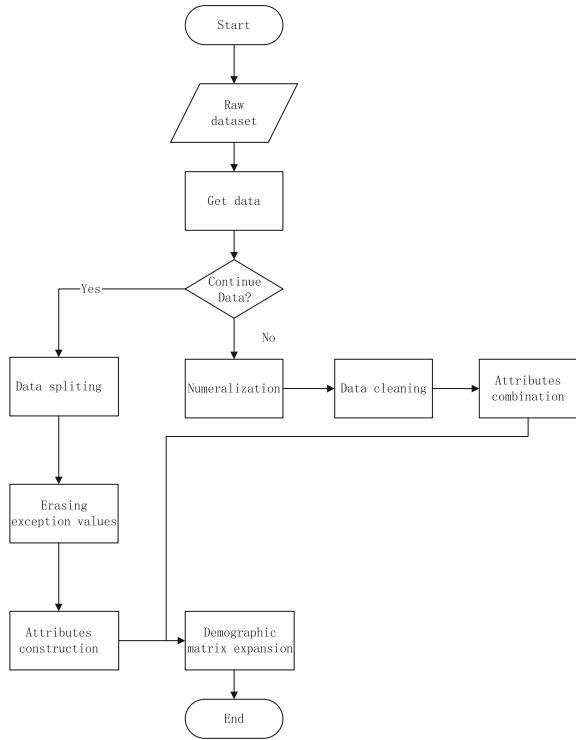 Start
Raw
dataset
Get data
Continue
Data?
Yes
No
Data spliting
Numeralization
Data cleaning
Attributes
combination
Erasing
exception values
Attributes
construction
Demographic
matrix expansion
End